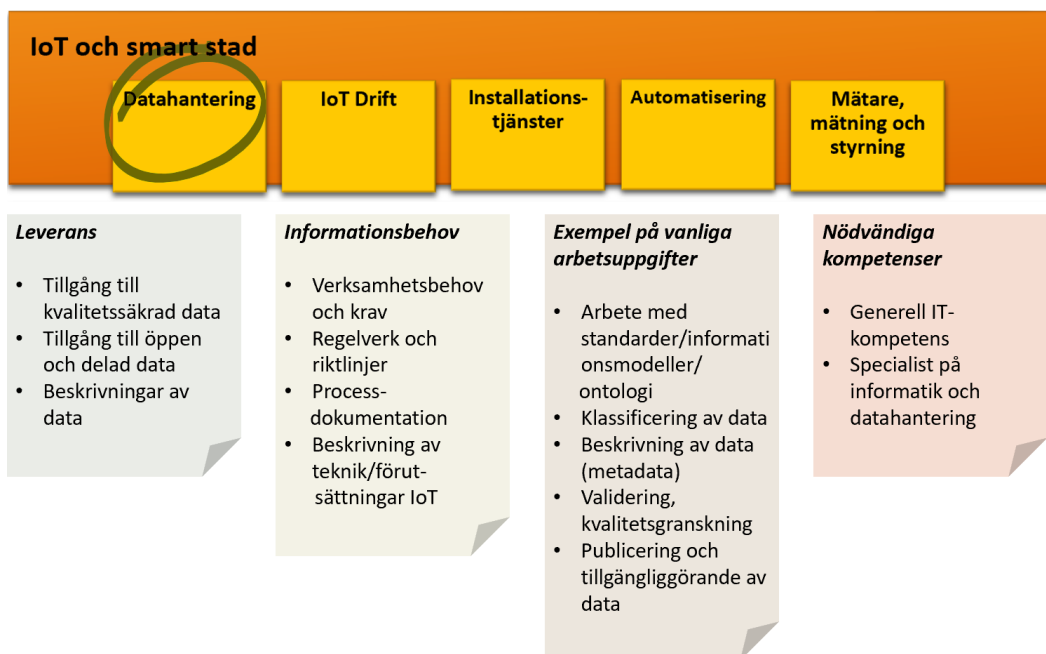 IoT och smart stad
Datahantering
IoT Drift
Installations-
tjänster
Automatisering
Mätare,
mätning och
styrning
Leverans
• Tillgång till
kvalitetssäkrad data
• Tillgång till öppen
och delad data
• Beskrivningar av
data
Informationsbehov
• Verksamhetsbehov
och krav
• Regelverk och
riktlinjer
• Process-
dokumentation
• Beskrivning av
teknik/förut-
sättningar IoT
Exempel på vanliga
arbetsuppgifter
• Arbete med
standarder/informati
onsmodeller/
ontologi
• Klassificering av data
• Beskrivning av data
(metadata)
• Validering,
kvalitetsgranskning
• Publicering och
tillgängliggörande av
data
Nödvändiga
kompetenser
• Generell IT-
kompetens
• Specialist på
informatik och
datahantering